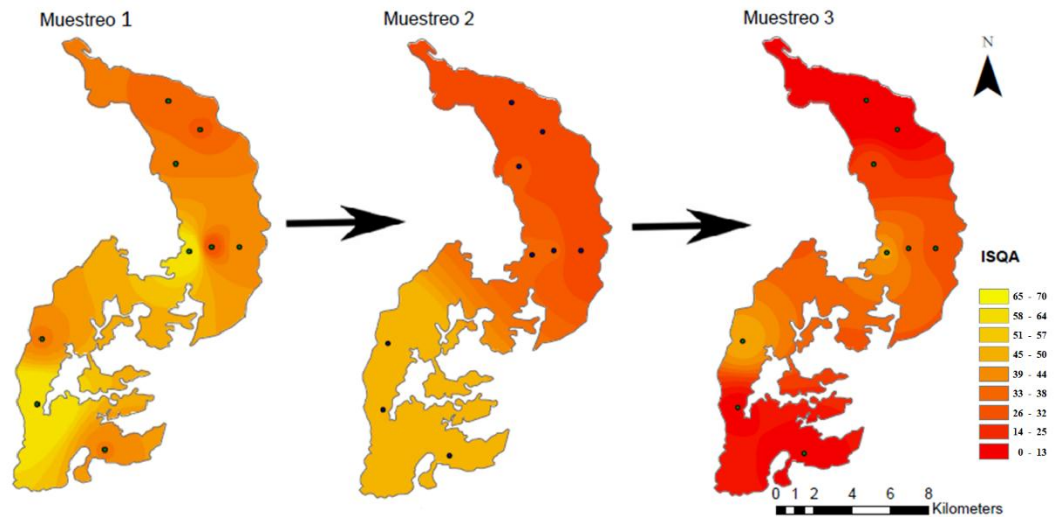 Muestreo 1
Muestreo 2
Muestreo 3
N
ISQA
65 - 70
58 - 64
51 - 57
45 - 50
39 - 44
33 - 38
26 - 32
14 - 25
0 - 13
0 1 2 4 6 8
Kilometers